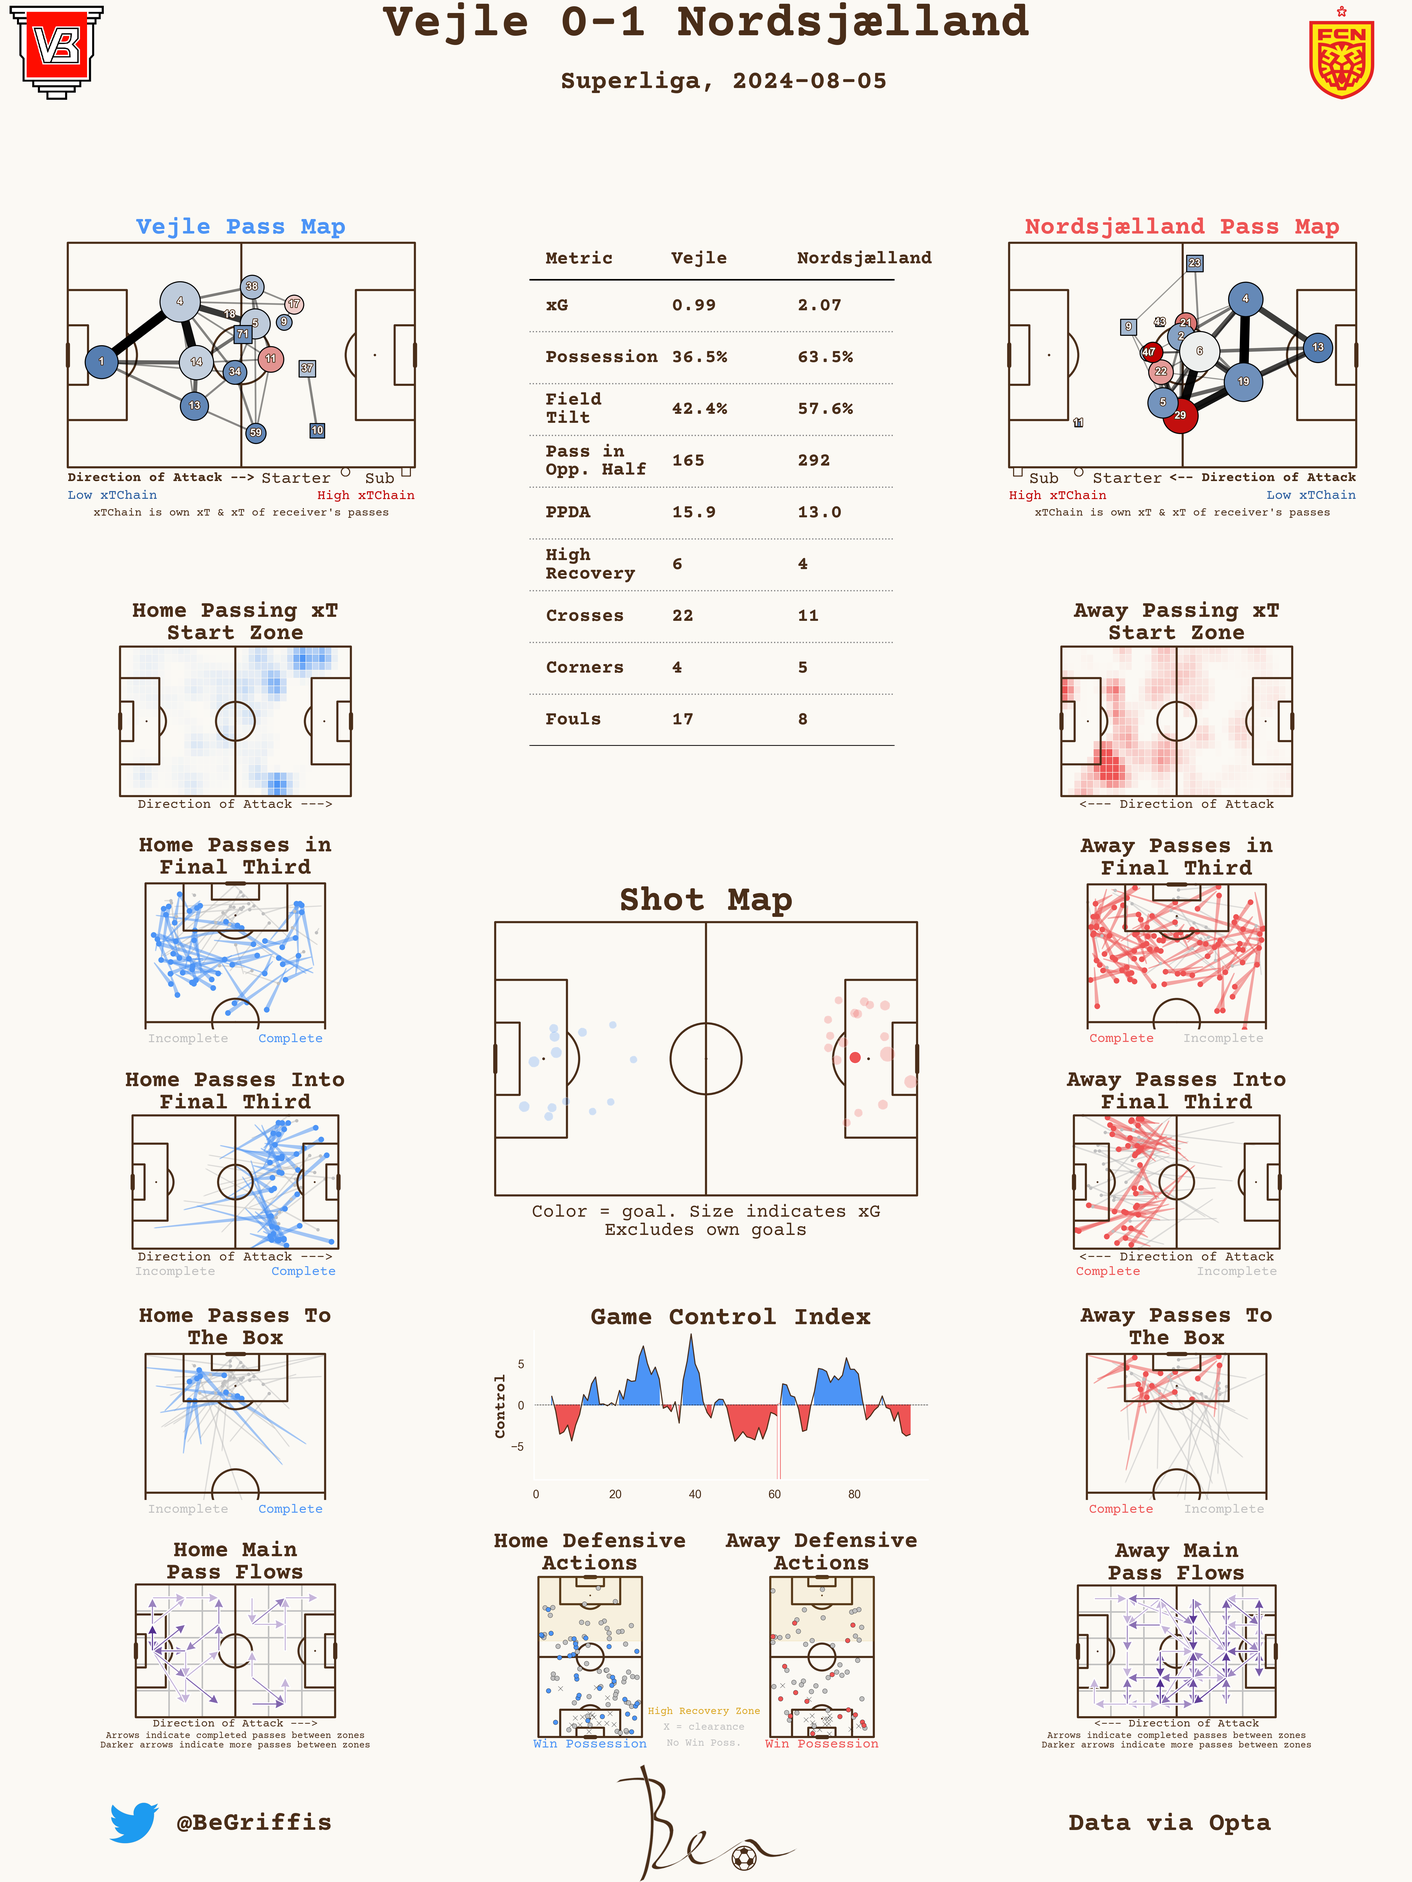 Vejle 0-1 Nordsjælland
Superliga, 2024-08-05
VB
FCN
Vejle Pass Map
4
38
17
18
5
9
71
1
14
11
34
37
13
59
10
Direction of Attack --> Starter Sub
Low xTChain High xTChain
xTChain is own xT & xT of receiver's passes
Metric Vejle Nordsjælland
xG 0.99 2.07
Possession 36.5% 63.5%
Field
Tilt 42.4% 57.6%
Pass in
Opp. Half 165 292
PPDA 15.9 13.0
High
Recovery 6 4
Crosses 22 11
Corners 4 5
Fouls 17 8
Nordsjælland Pass Map
23
4
9
43
21
2
13
6
22
19
5
29
11
Sub Starter <-- Direction of Attack
High xTChain Low xTChain
xTChain is own xT & xT of receiver's passes
Home Passing xT
Start Zone
Direction of Attack --->
Away Passing xT
Start Zone
<--- Direction of Attack
Home Passes in
Final Third
Incomplete Complete
Shot Map
Color = goal. Size indicates xG
Excludes own goals
Away Passes in
Final Third
Complete Incomplete
Home Passes Into
Final Third
Direction of Attack --->
Incomplete Complete
Away Passes Into
Final Third
<--- Direction of Attack
Complete Incomplete
Home Passes To
The Box
Incomplete Complete
Game Control Index
Control
5
0
−5
0 20 40 60 80
Away Passes To
The Box
Complete Incomplete
Home Main
Pass Flows
Direction of Attack --->
Arrows indicate completed passes between zones
Darker arrows indicate more passes between zones
Home Defensive
Actions
Win Possession
High Recovery Zone
X = clearance
No Win Poss.
Away Defensive
Actions
Win Possession
Away Main
Pass Flows
<--- Direction of Attack
Arrows indicate completed passes between zones
Darker arrows indicate more passes between zones
@BeGriffis
Ben
Data via Opta